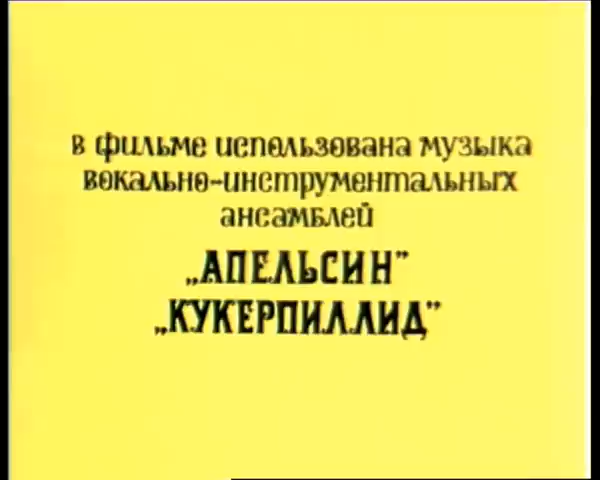 в фильме использована музыка
вокально-инструментальных
ансамблей
„АПЕЛЬСИН”
„КУКЕРПИЛЛИД”